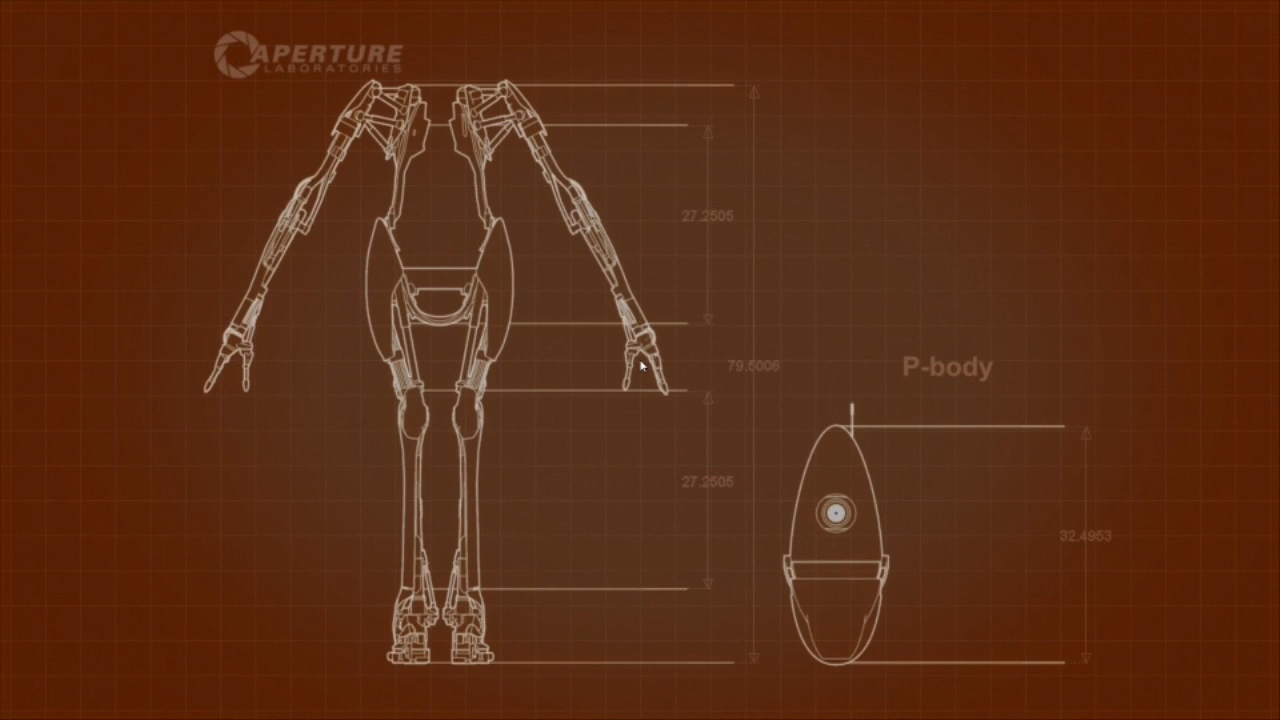 APERTURE
LABORATORIES
27.2505
79.5006
P-body
27.2505
32.4953